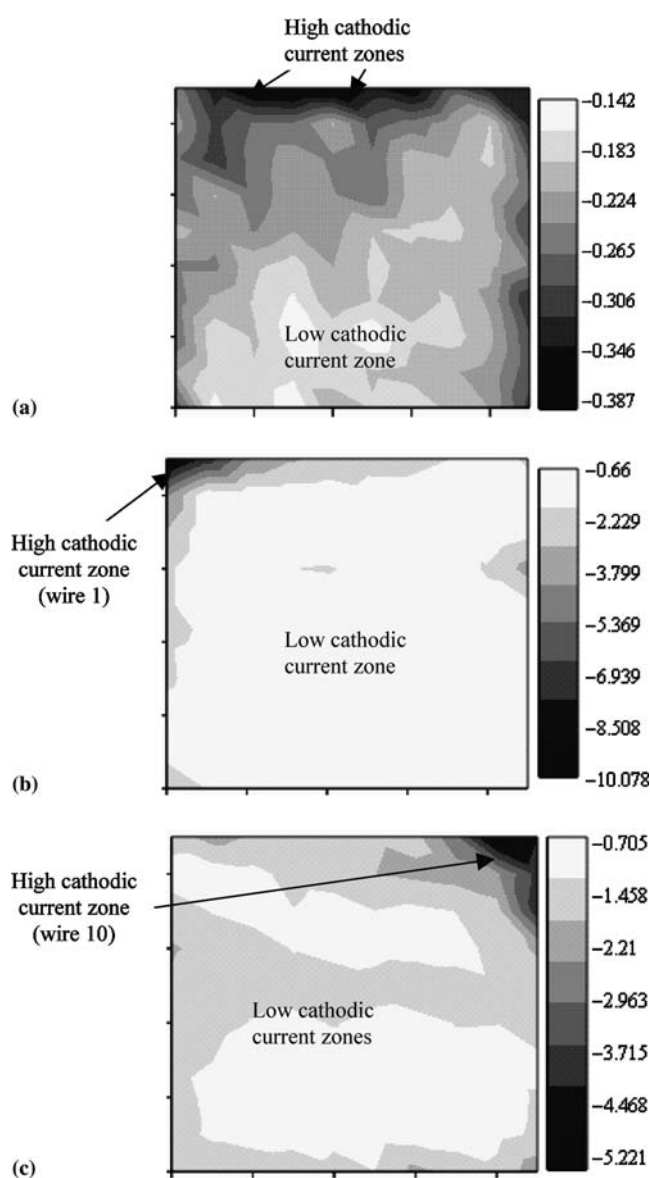 High cathodic
current zones
−0.142
−0.183
−0.224
−0.265
−0.306
−0.346
−0.387
Low cathodic
current zone
(a)
−0.66
−2.229
−3.799
−5.369
−6.939
−8.508
−10.078
High cathodic
current zone
(wire 1)
Low cathodic
current zone
(b)
−0.705
−1.458
−2.21
−2.963
−3.715
−4.468
−5.221
High cathodic
current zone
(wire 10)
Low cathodic
current zones
(c)